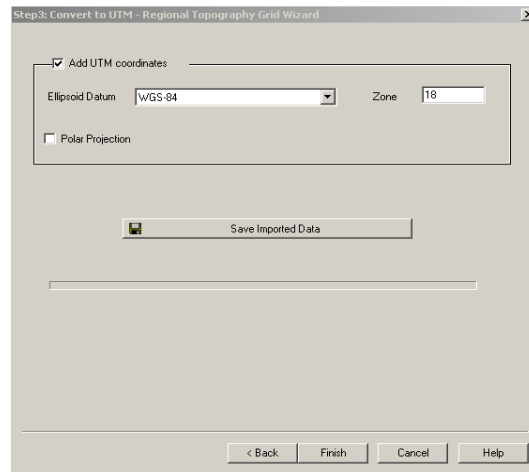 Step3: Convert to UTM - Regional Topography Grid Wizard
Add UTM coordinates
Ellipsoid Datum WGS-84 Zone 18
Polar Projection
Save Imported Data
< Back Finish Cancel Help